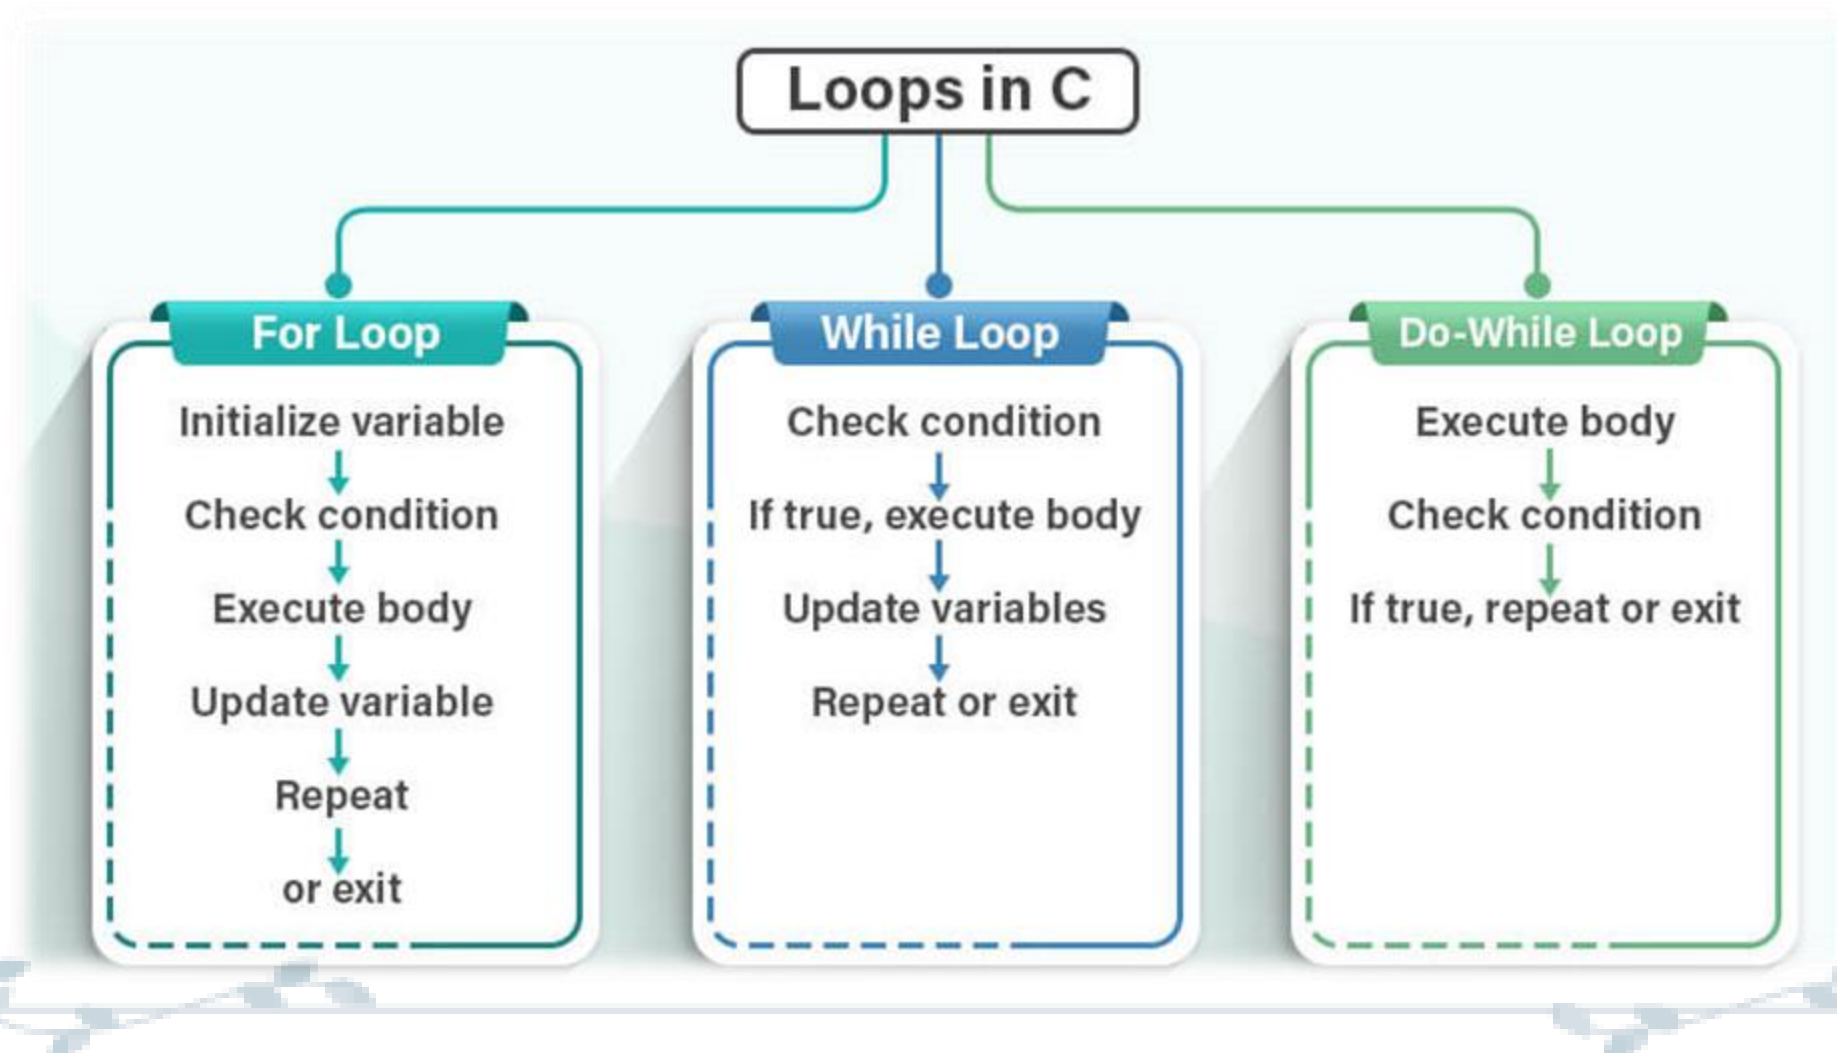 Loops in C
For Loop
Initialize variable
Check condition
Execute body
Update variable
Repeat
or exit
While Loop
Check condition
If true, execute body
Update variables
Repeat or exit
Do-While Loop
Execute body
Check condition
If true, repeat or exit